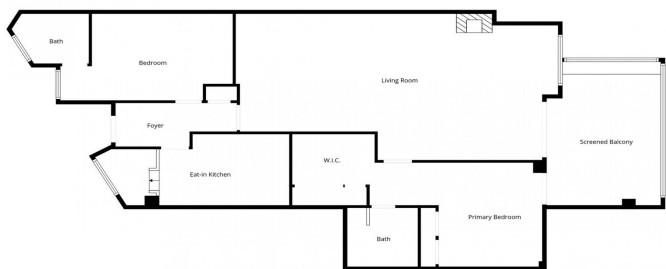 Bath
Bedroom
Living Room
Foyer
Screened Balcony
W.I.C.
Eat-in Kitchen
Primary Bedroom
Bath